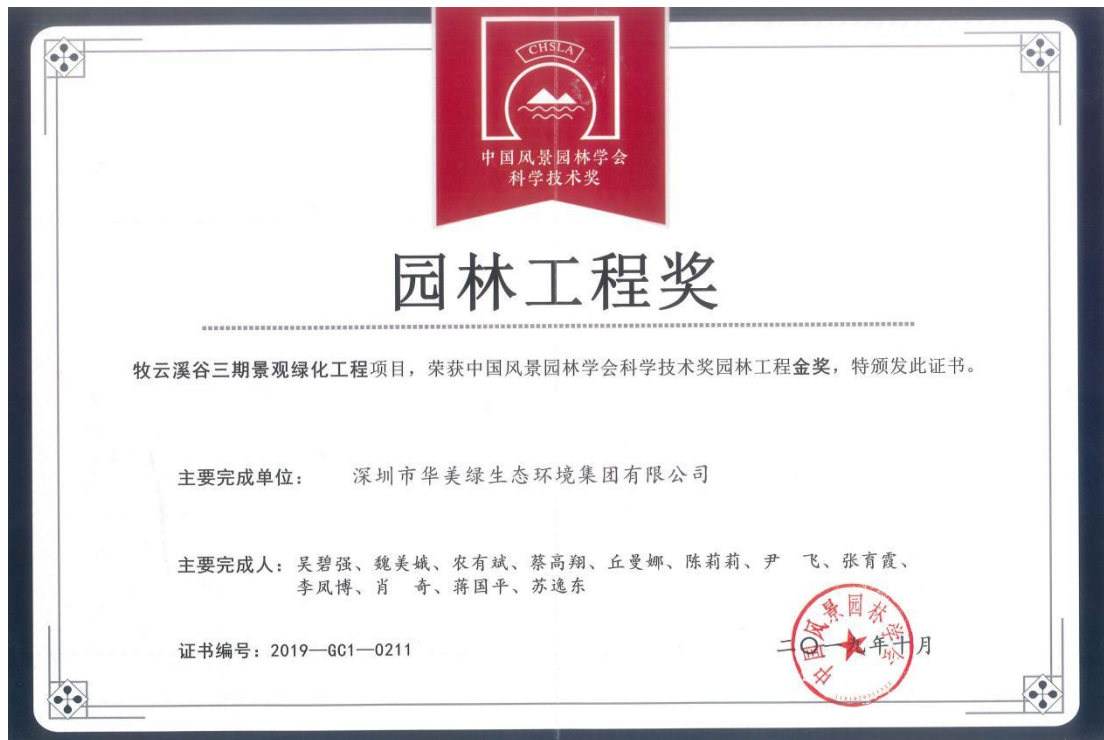 CHSLA
中国风景园林学会
科学技术奖
园林工程奖
牧云溪谷三期景观绿化工程项目，荣获中国风景园林学会科学技术奖园林工程金奖，特颁发此证书。
主要完成单位： 深圳市华美绿生态环境集团有限公司
主要完成人：吴碧强、魏美娥、农有斌、蔡高翔、丘曼娜、陈莉莉、尹　飞、张育霞、
李凤博、肖　奇、蒋国平、苏逸东
证书编号：2019—GC1—0211
二〇一九年十月
中国风景园林学会